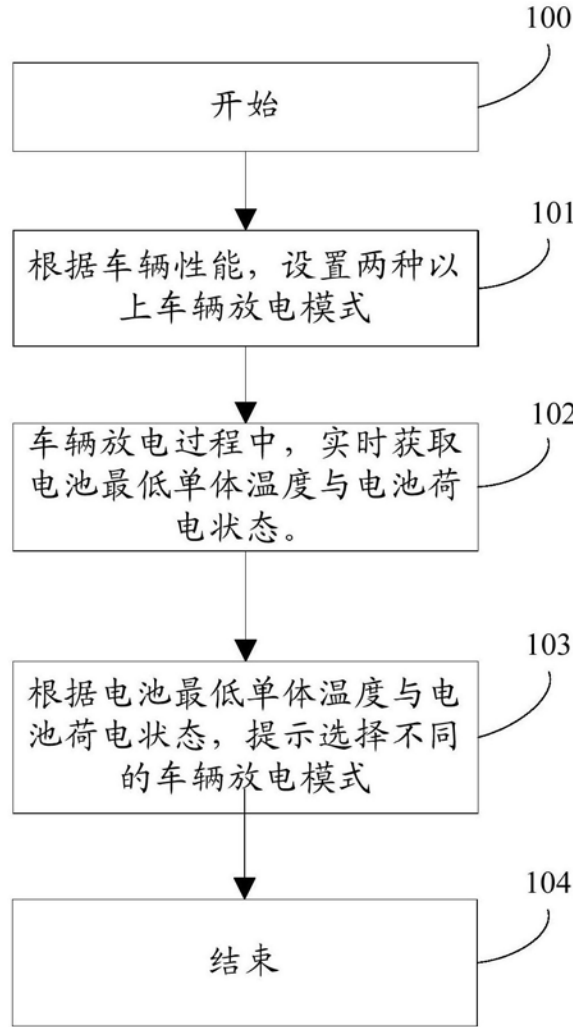 100
开始
101
根据车辆性能，设置两种以
上车辆放电模式
102
车辆放电过程中，实时获取
电池最低单体温度与电池荷
电状态。
103
根据电池最低单体温度与电
池荷电状态，提示选择不同
的车辆放电模式
104
结束